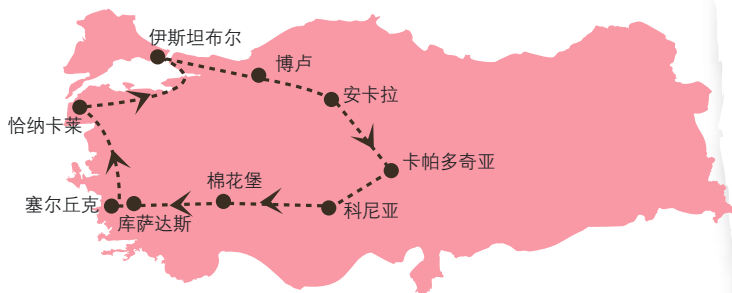 伊斯坦布尔
博卢
安卡拉
恰纳卡莱
卡帕多奇亚
棉花堡
塞尔丘克
科尼亚
库萨达斯